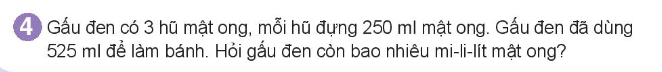 4 Gấu đen có 3 hũ mật ong, mỗi hũ đựng 250 ml mật ong. Gấu đen đã dùng
525 ml để làm bánh. Hỏi gấu đen còn bao nhiêu mi-li-lít mật ong?